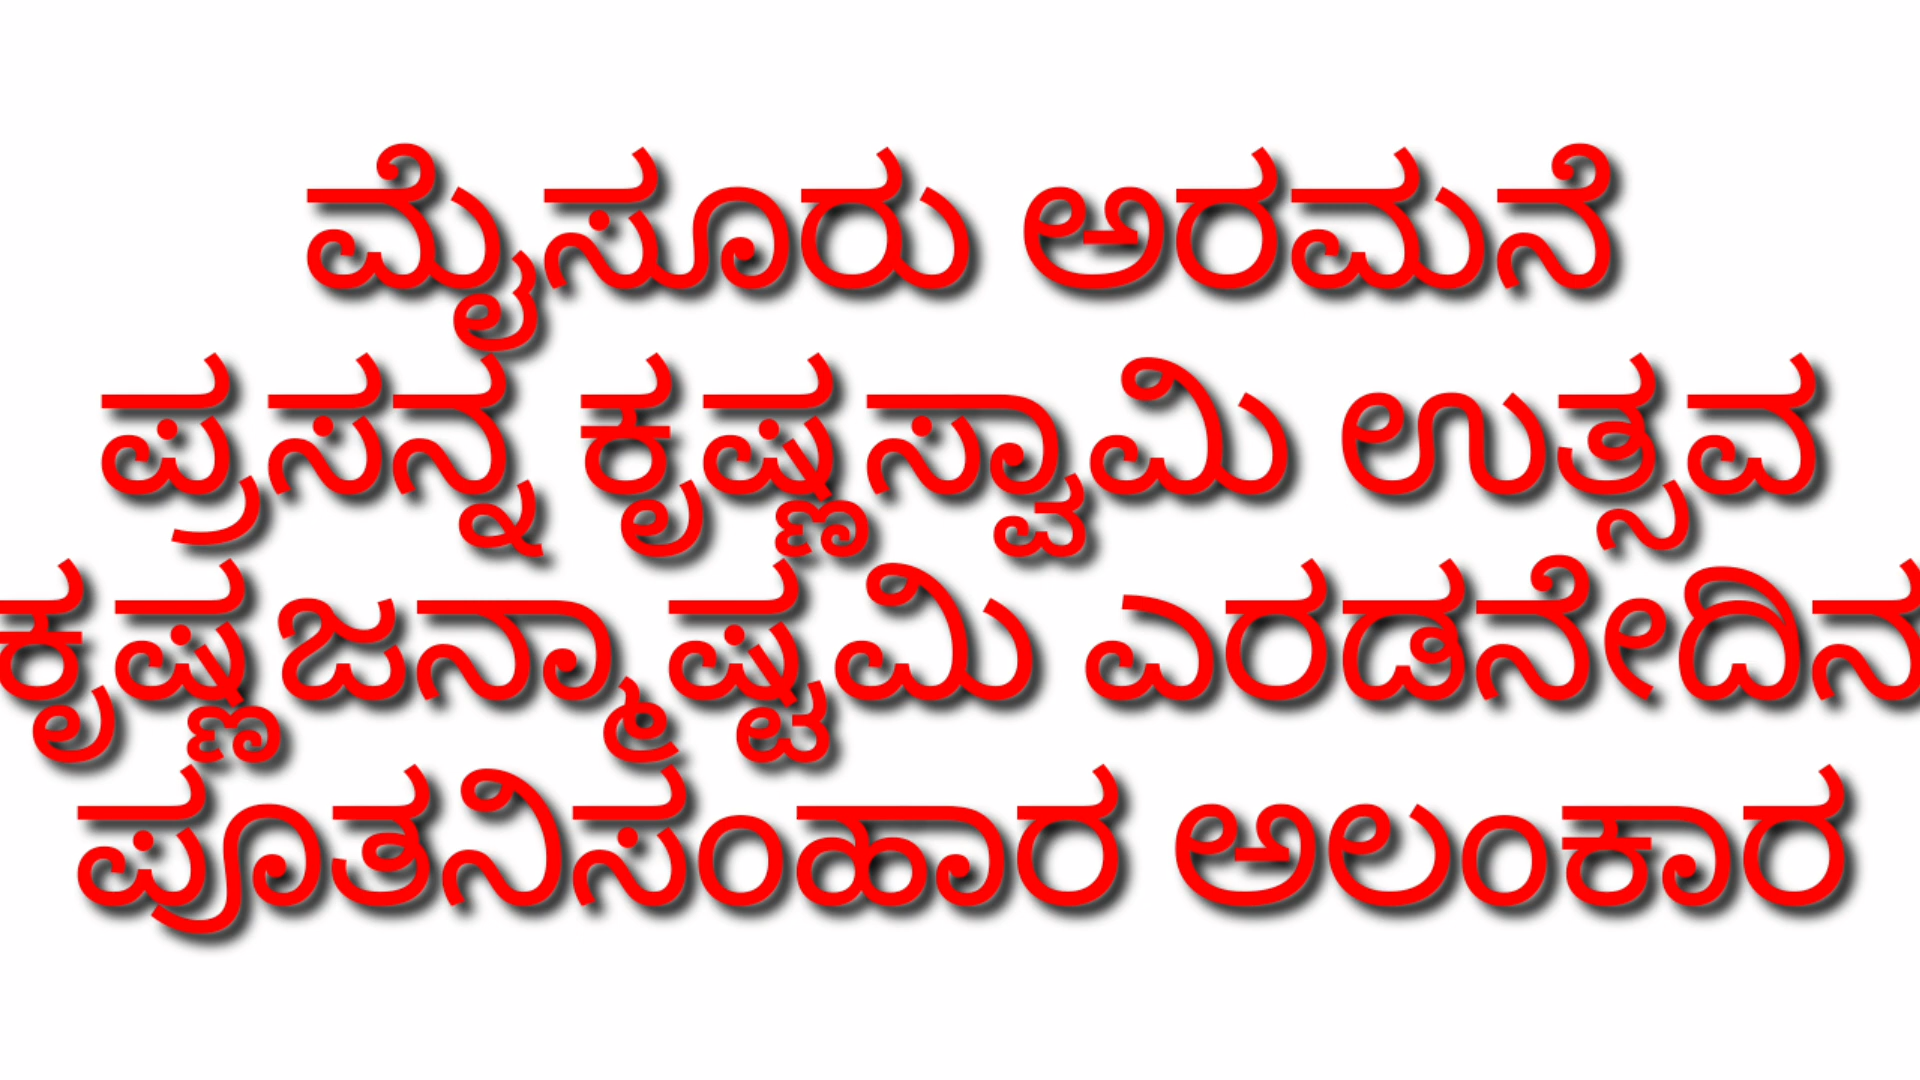 ಮೈಸೂರು ಅರಮನೆ
ಪ್ರಸನ್ನ ಕೃಷ್ಣಸ್ವಾಮಿ ಉತ್ಸವ
ಕೃಷ್ಣಜನ್ಮಾಷ್ಟಮಿ ಎರಡನೇದಿನ
ಪೂತನಿಸಂಹಾರ ಅಲಂಕಾರ